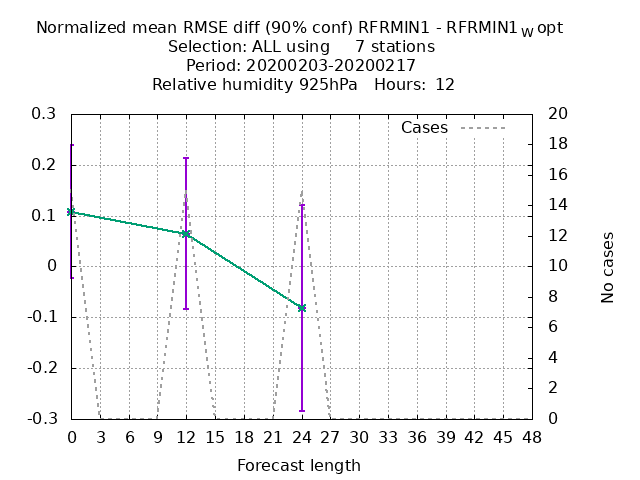 Normalized mean RMSE diff (90% conf) RFRMIN1 - RFRMIN1wopt
Selection: ALL using 7 stations
Period: 20200203-20200217
Relative humidity 925hPa Hours: 12
Cases
0.3
0.2
0.1
0
-0.1
-0.2
-0.3
20
18
16
14
12
10
8
6
4
2
0
No cases
0 3 6 9 12 15 18 21 24 27 30 33 36 39 42 45 48
Forecast length